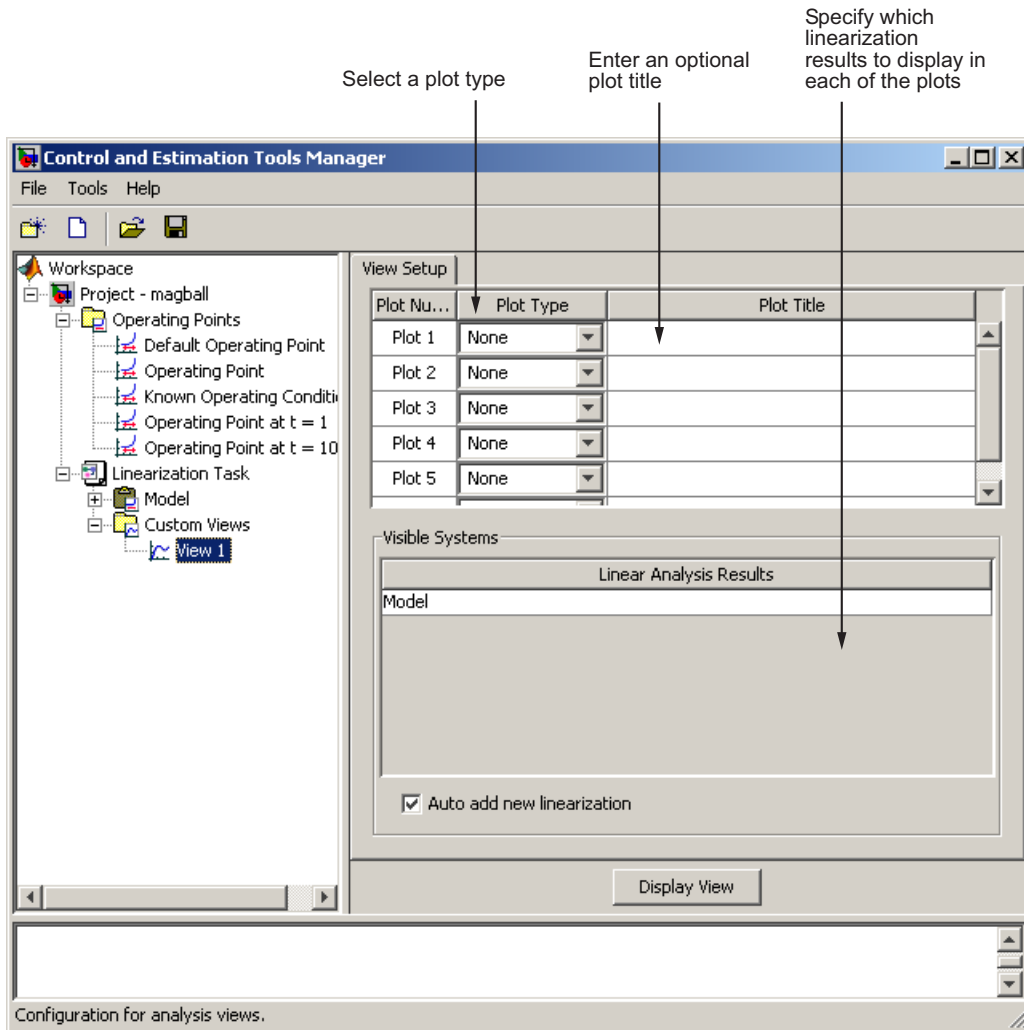 Specify which
linearization
results to display in
each of the plots
Enter an optional
plot title
Select a plot type
Control and Estimation Tools Manager
File Tools Help
Workspace
Project - magball
Operating Points
Default Operating Point
Operating Point
Known Operating Conditi
Operating Point at t = 1
Operating Point at t = 10
Linearization Task
Model
Custom Views
View 1
View Setup
Plot Nu... Plot Type Plot Title
Plot 1 None
Plot 2 None
Plot 3 None
Plot 4 None
Plot 5 None
Visible Systems
Linear Analysis Results
Model
Auto add new linearization
Display View
Configuration for analysis views.